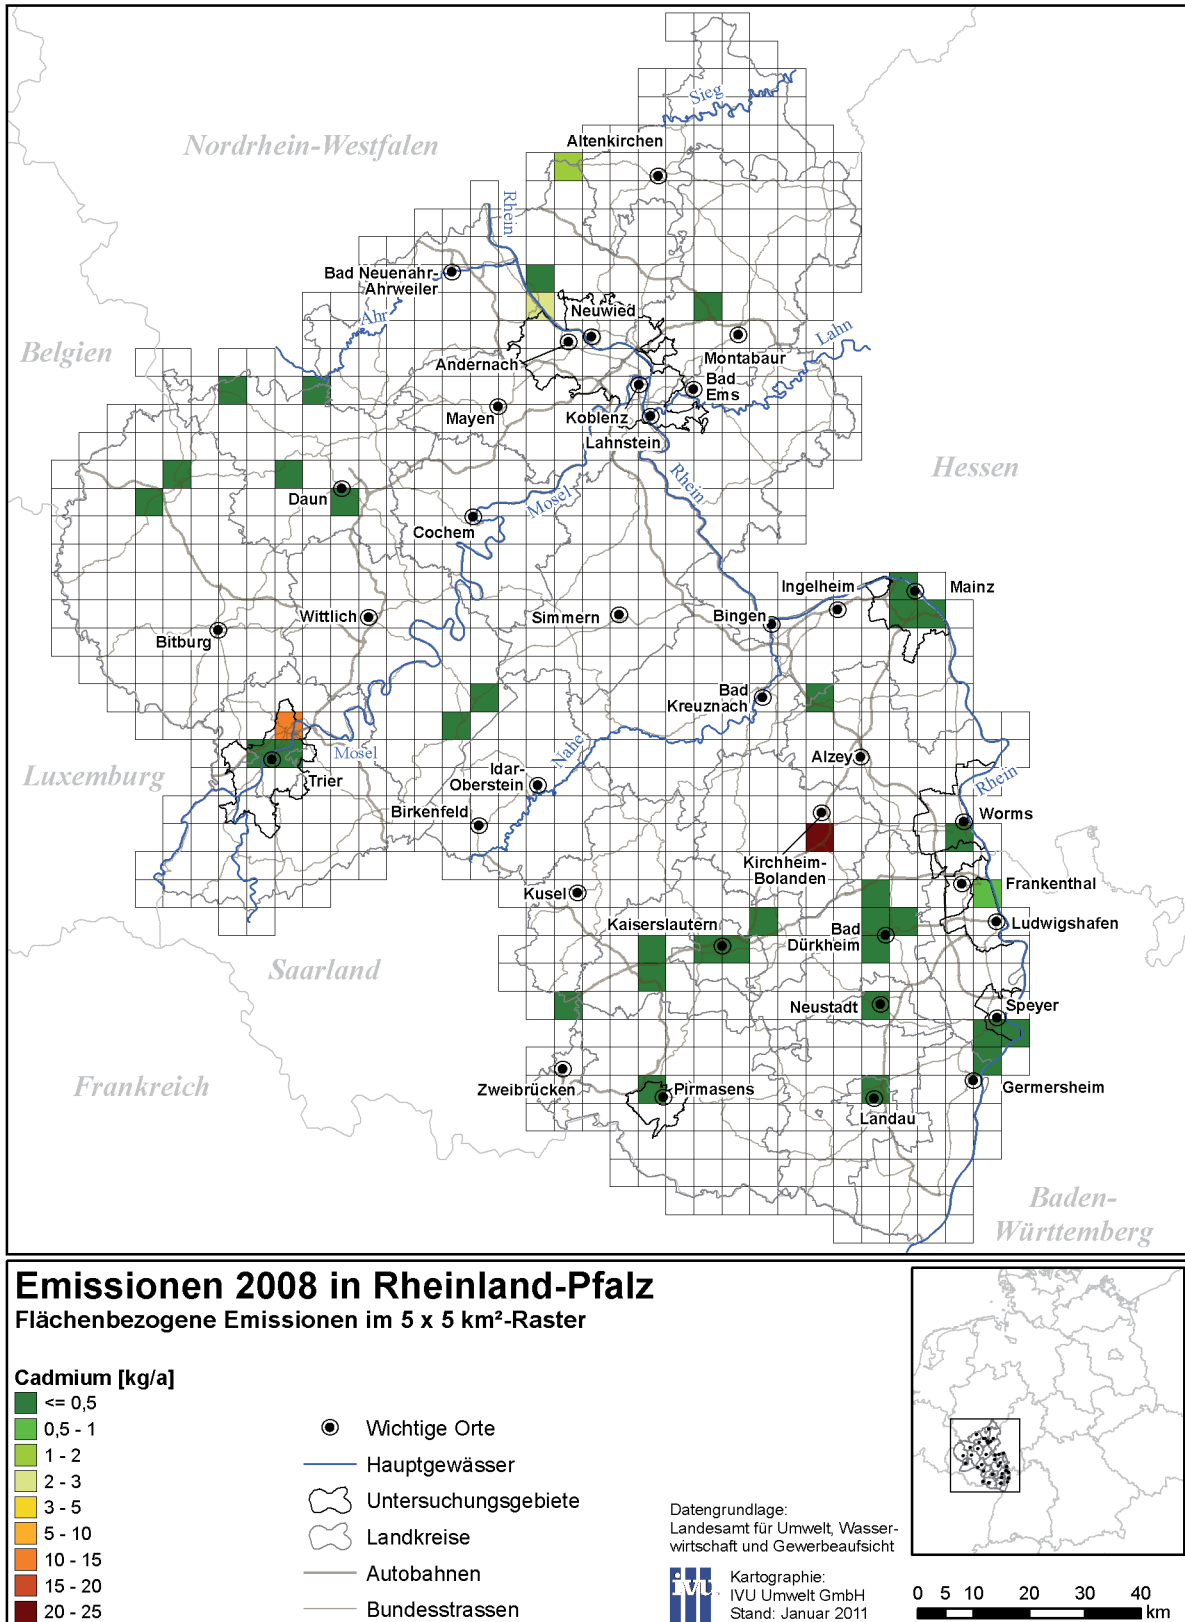 Sieg
Altenkirchen
Nordrhein-Westfalen
Rhein
Bad Neuenahr-
Ahrweiler
Ahr
Neuwied
Lahn
Belgien
Montabaur
Andernach
Bad
Ems
Mayen
Koblenz
Lahnstein
Rhein
Hessen
Daun
Mosel
Cochem
Ingelheim
Mainz
Wittlich
Simmern
Bingen
Bitburg
Bad
Kreuznach
Mosel
Nahe
Alzey
Luxemburg
Trier
Idar-
Oberstein
Rhein
Birkenfeld
Worms
Kirchheim-
Bolanden
Kusel
Frankenthal
Kaiserslautern
Bad
Dürkheim
Ludwigshafen
Saarland
Neustadt
Speyer
Frankreich
Zweibrücken
Pirmasens
Germersheim
Landau
Baden-
Württemberg
Emissionen 2008 in Rheinland-Pfalz
Flächenbezogene Emissionen im 5 x 5 km²-Raster
Cadmium [kg/a]
<= 0,5
0,5 - 1
1 - 2
2 - 3
3 - 5
5 - 10
10 - 15
15 - 20
20 - 25
Wichtige Orte
Hauptgewässer
Untersuchungsgebiete
Landkreise
Autobahnen
Bundesstrassen
Datengrundlage:
Landesamt für Umwelt, Wasser-
wirtschaft und Gewerbeaufsicht
ivu
Kartographie:
IVU Umwelt GmbH
Stand: Januar 2011
0 5 10 20 30 40
km